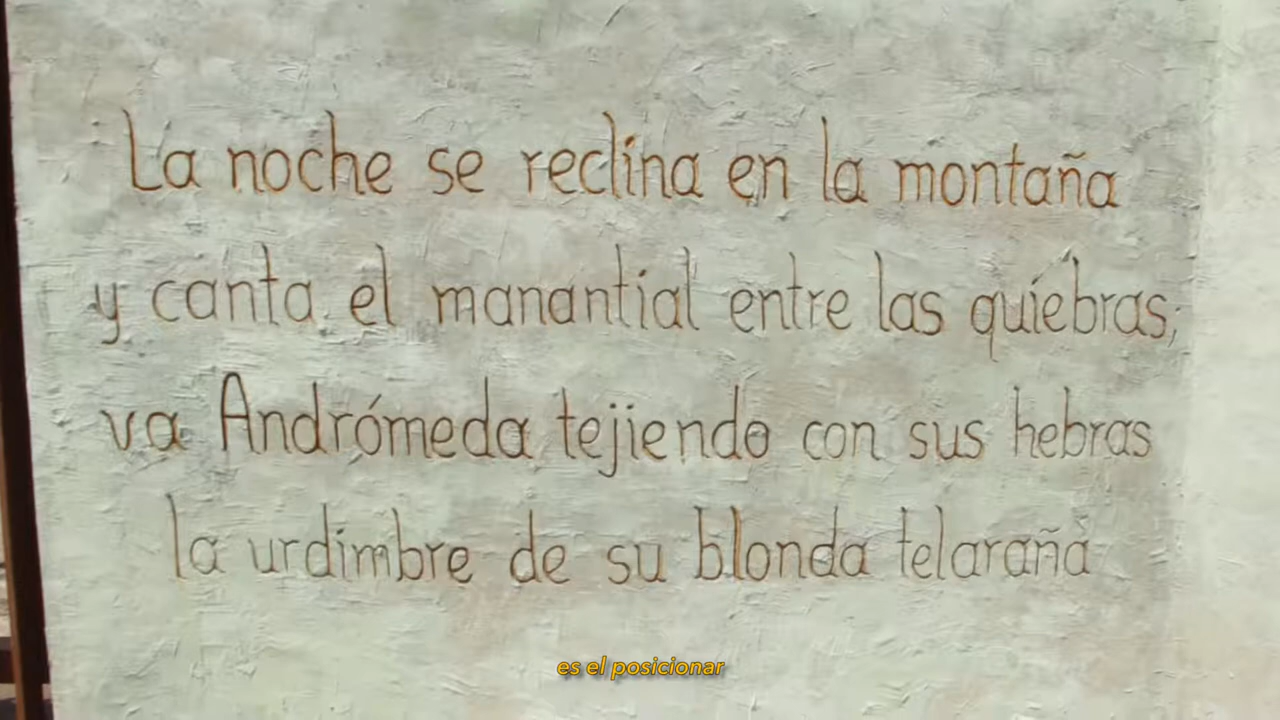 La noche se reclina en la montaña
y canta el manantial entre las quiebras;
va Andrómeda tejiendo con sus hebras
la urdimbre de su blonda telaraña
es el posicionar